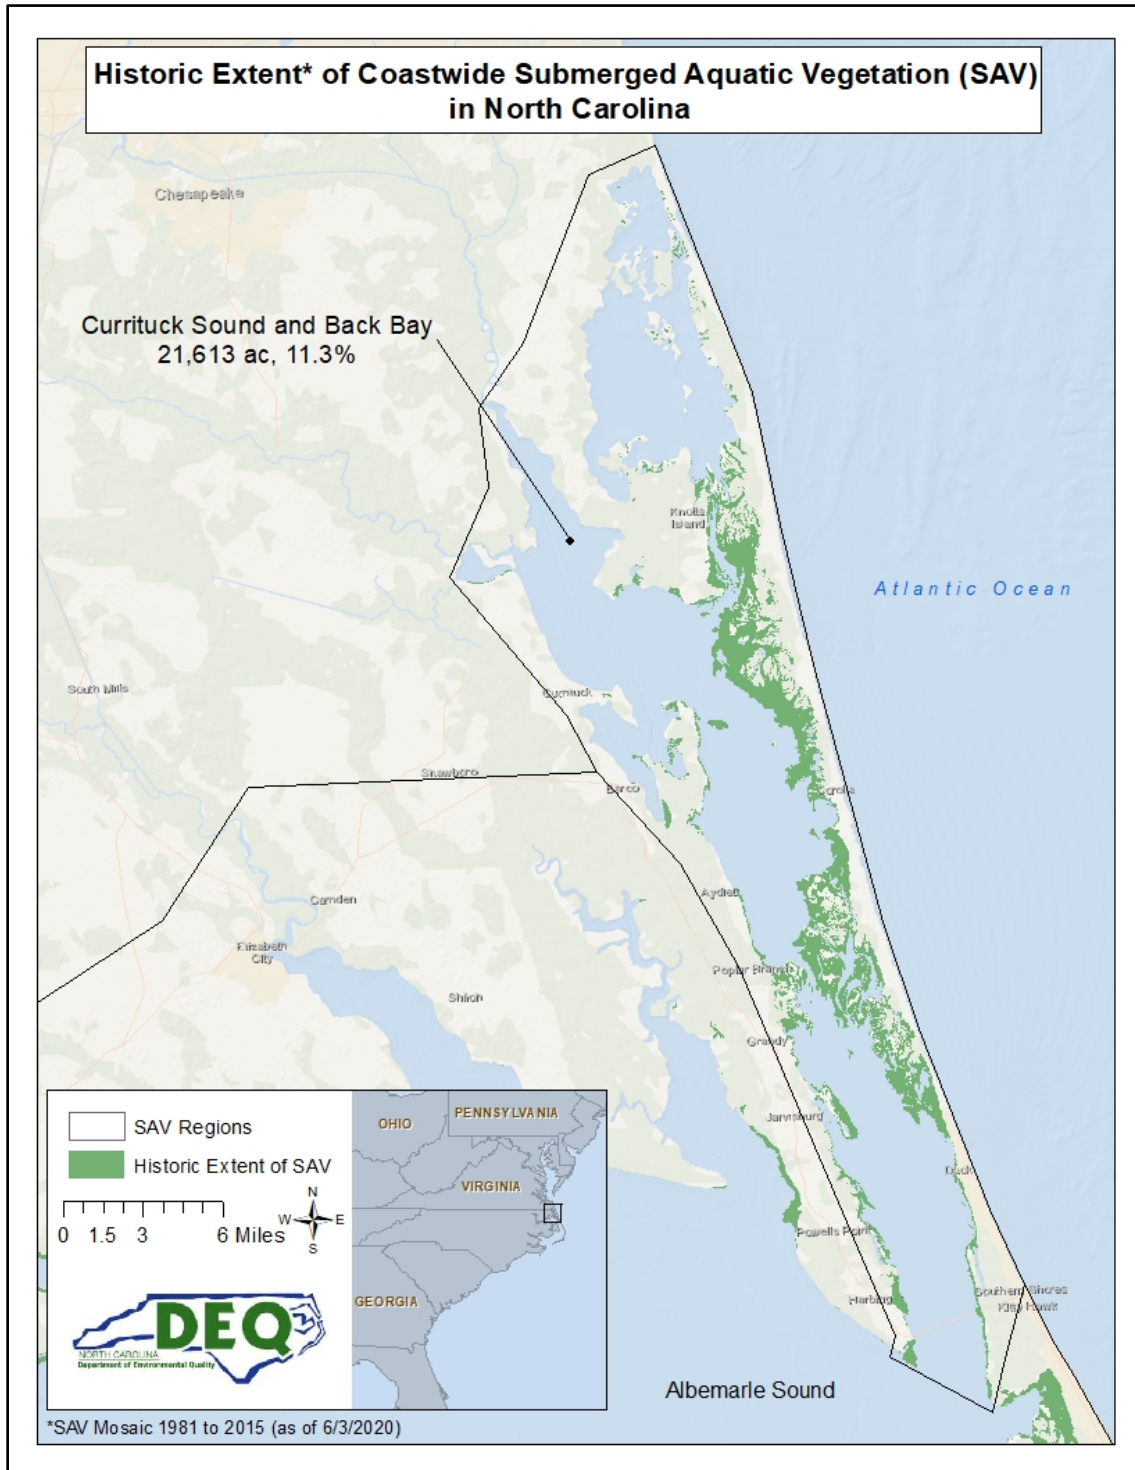 Historic Extent* of Coastwide Submerged Aquatic Vegetation (SAV)
in North Carolina
Chesapeake
Currituck Sound and Back Bay
21,613 ac, 11.3%
Knotts
Island
Atlantic Ocean
South Mills
Currituck
Shawboro
Barco
Corolla
Aydlett
Camden
Elizabeth
City
Poplar Branch
Shiloh
Grandy
Jarvisburg
Duck
Powells Point
Harbinger
Southern Shores
Kitty Hawk
Albemarle Sound
SAV Regions
Historic Extent of SAV
0 1.5 3 6 Miles
N
W E
S
OHIO
PENNSYLVANIA
VIRGINIA
GEORGIA
DEQ
NORTH CAROLINA
Department of Environmental Quality
*SAV Mosaic 1981 to 2015 (as of 6/3/2020)